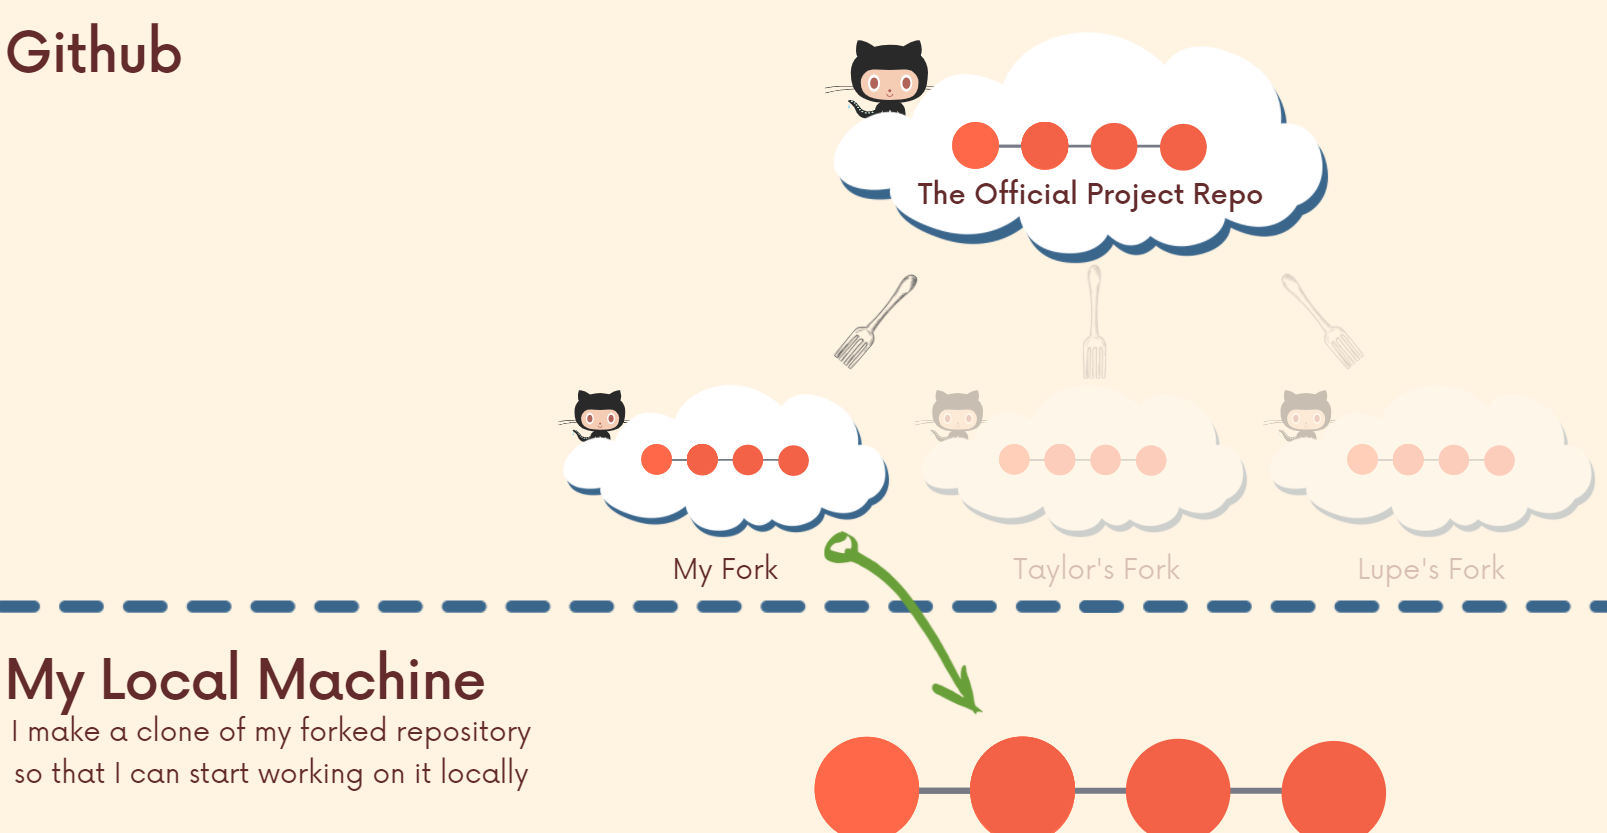 Github
The Official Project Repo
My Fork
Taylor's Fork
Lupe's Fork
My Local Machine
I make a clone of my forked repository
so that I can start working on it locally